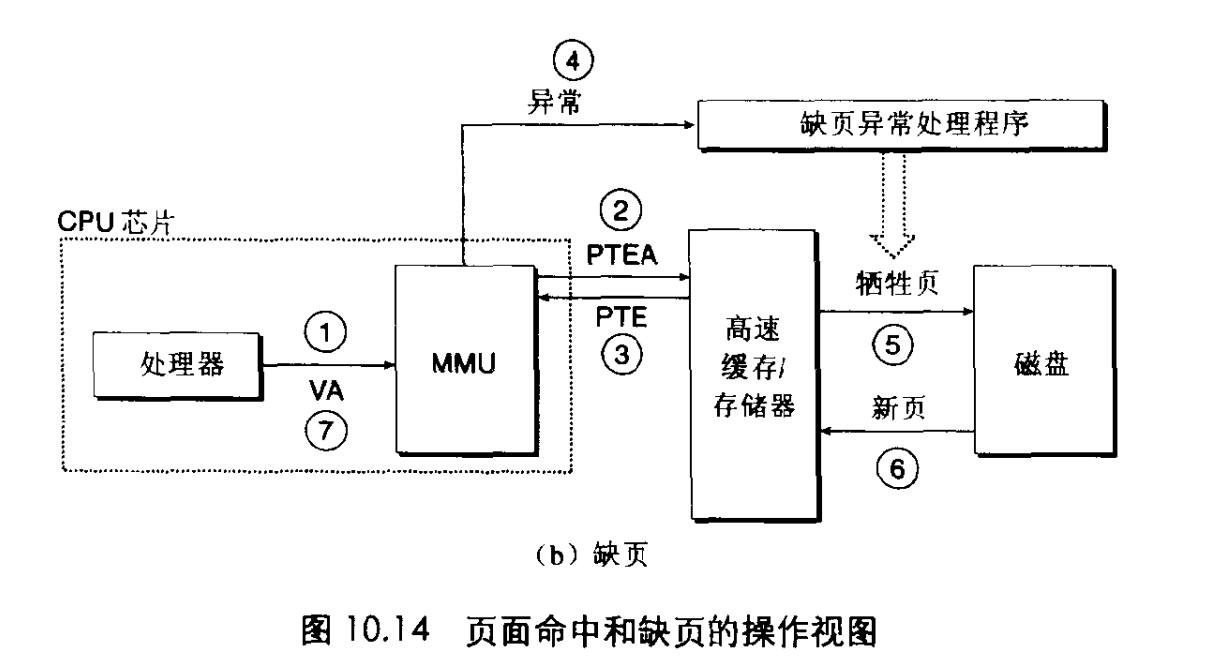 ④
异常
缺页异常处理程序
CPU 芯片
②
PTEA
PTE
③
①
处理器
VA
⑦
MMU
高速
缓存/
存储器
牺牲页
⑤
新页
⑥
磁盘
(b) 缺页
图 10.14 页面命中和缺页的操作视图